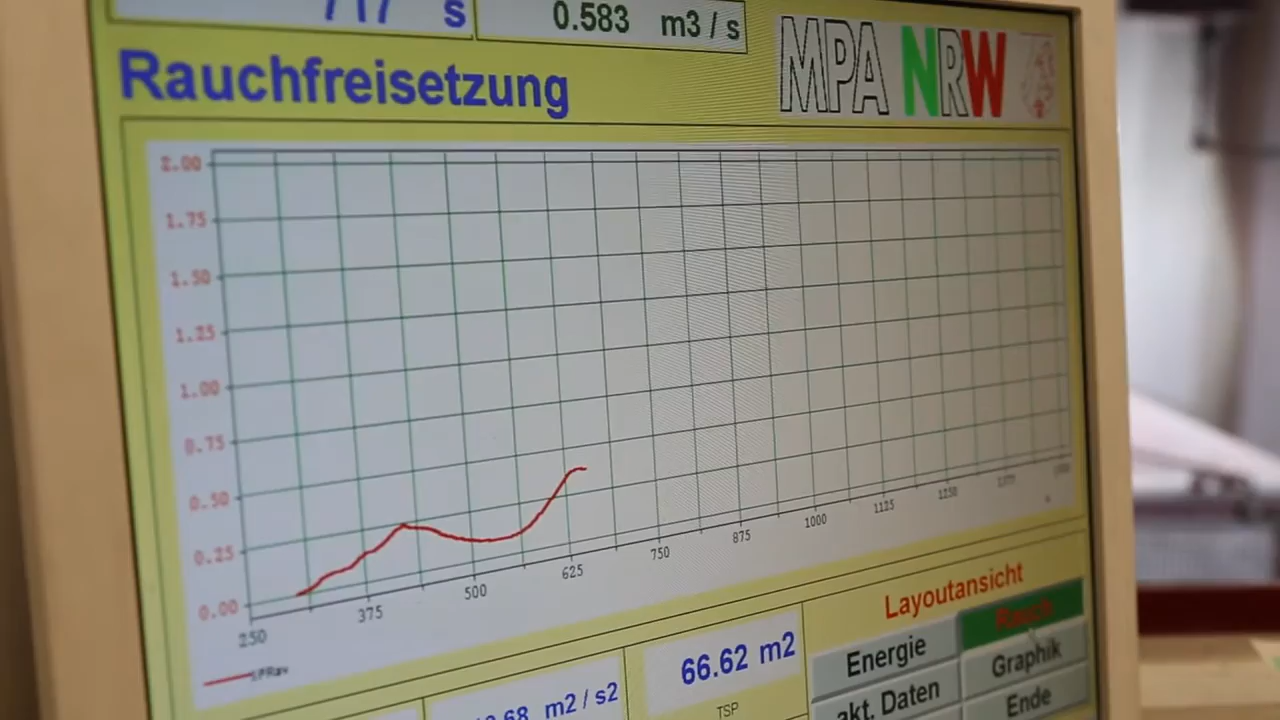 717 s
0.583 m3 / s
Rauchfreisetzung
MPA NRW
2.00
1.75
1.50
1.25
1.00
0.75
0.50
0.25
0.00
250 375 500 625 750 875 1000 1125 1250
Layoutansicht
Energie
Rauch
akt. Daten
Graphik
Ende
66.62 m2
TSP
m2 / s2